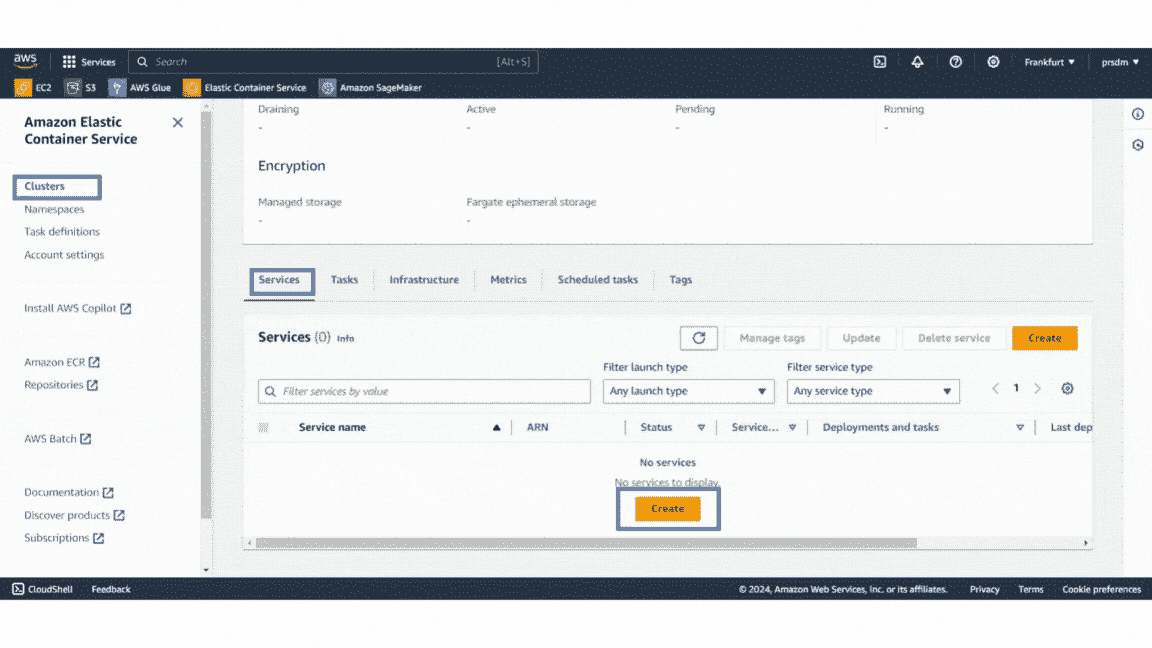 aws Services Search [Alt+S] Frankfurt ▼ prsdm ▼
EC2 S3 AWS Glue Elastic Container Service Amazon SageMaker
Amazon Elastic
Container Service
Clusters
Namespaces
Task definitions
Account settings
Install AWS Copilot
Amazon ECR
Repositories
AWS Batch
Documentation
Discover products
Subscriptions
Draining Active Pending Running
- - - -
Encryption
Managed storage Fargate ephemeral storage
- -
Services Tasks Infrastructure Metrics Scheduled tasks Tags
Services (0) Info Manage tags Update Delete service Create
Filter launch type Filter service type
Filter services by value Any launch type Any service type 1
Service name ARN Status Service... Deployments and tasks Last dep
No services
No services to display.
Create
CloudShell Feedback © 2024, Amazon Web Services, Inc. or its affiliates. Privacy Terms Cookie preferences